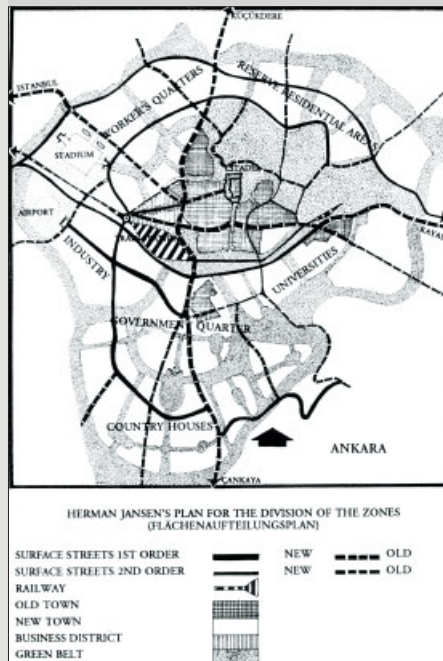 KÜÇÜKDERE
ISTANBUL
WORKER'S QUARTERS
RESERVE RESIDENTIAL AREAS
STADIUM
CITADEL
AIRPORT
KAYAŞ
INDUSTRY
UNIVERSITIES
GOVERNMENT QUARTER
COUNTRY HOUSES
ANKARA
ÇANKAYA
HERMAN JANSEN'S PLAN FOR THE DIVISION OF THE ZONES
(FLÄCHENAUFTEILUNGSPLAN)
SURFACE STREETS 1ST ORDER NEW OLD
SURFACE STREETS 2ND ORDER NEW OLD
RAILWAY
OLD TOWN
NEW TOWN
BUSINESS DISTRICT
GREEN BELT